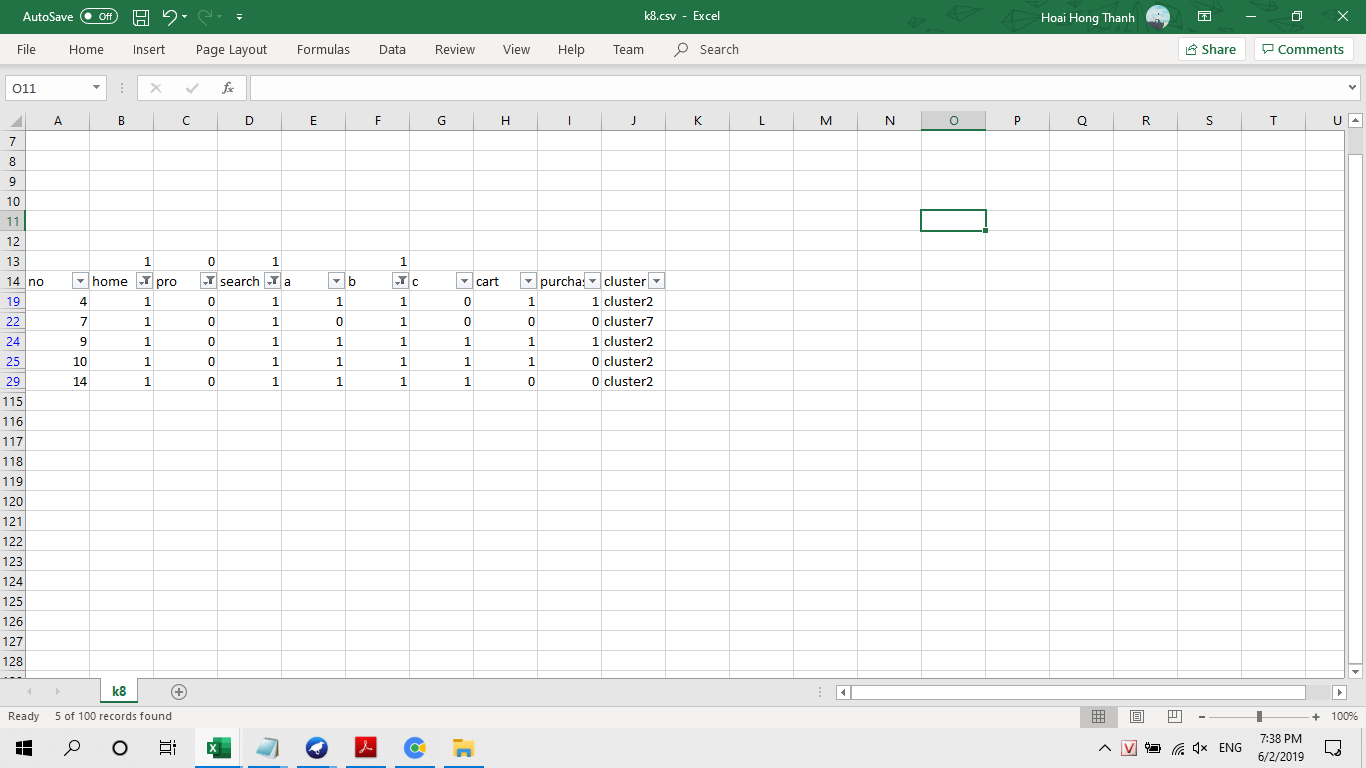 AutoSave Off k8.csv - Excel Hoai Hong Thanh
File Home Insert Page Layout Formulas Data Review View Help Team Search Share Comments
O11 fx
A B C D E F G H I J K L M N O P Q R S T U
7
8
9
10
11
12
13 1 0 1 1
14 no home pro search a b c cart purchas cluster
19 4 1 0 1 1 1 0 1 1 cluster2
22 7 1 0 1 0 1 0 0 0 cluster7
24 9 1 0 1 1 1 1 1 1 cluster2
25 10 1 0 1 1 1 1 1 0 cluster2
29 14 1 0 1 1 1 1 0 0 cluster2
115
116
117
118
119
120
121
122
123
124
125
126
127
128
k8
Ready 5 of 100 records found 100%
ENG 7:38 PM
6/2/2019